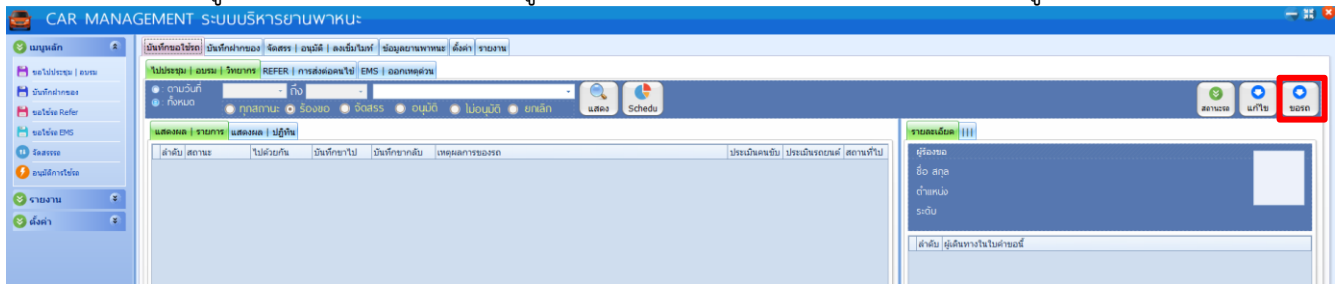 CAR MANAGEMENT ระบบบริหารยานพาหนะ
เมนูหลัก
ขอไปประชุม | อบรม
บันทึกฝากของ
ขอใช้รถ Refer
ขอใช้รถ EMS
จัดสรรรถ
อนุมัติการใช้รถ
รายงาน
ตั้งค่า
บันทึกขอใช้รถ บันทึกฝากของ จัดสรร | อนุมัติ | ลงเข็มไมท์ ข้อมูลยานพาหนะ ตั้งค่า รายงาน
ไปประชุม | อบรม | วิทยากร REFER | การส่งต่อคนไข้ EMS | ออกเหตุด่วน
ตามวันที่ ถึง
ทั้งหมด
ทุกสถานะ ร้องขอ จัดสรร อนุมัติ ไม่อนุมัติ ยกเลิก
แสดง Schedu
สถานะรถ แก้ไข ขอรถ
แสดงผล | รายการ แสดงผล | ปฏิทิน
ลำดับ สถานะ ไปด้วยกัน บันทึกขาไป บันทึกขากลับ เหตุผลการขอรถ ประเมินคนขับ ประเมินรถยนต์ สถานที่ไป
รายละเอียด |||
ผู้ร้องขอ
ชื่อ สกุล
ตำแหน่ง
ระดับ
ลำดับ ผู้เดินทางในใบคำขอนี้